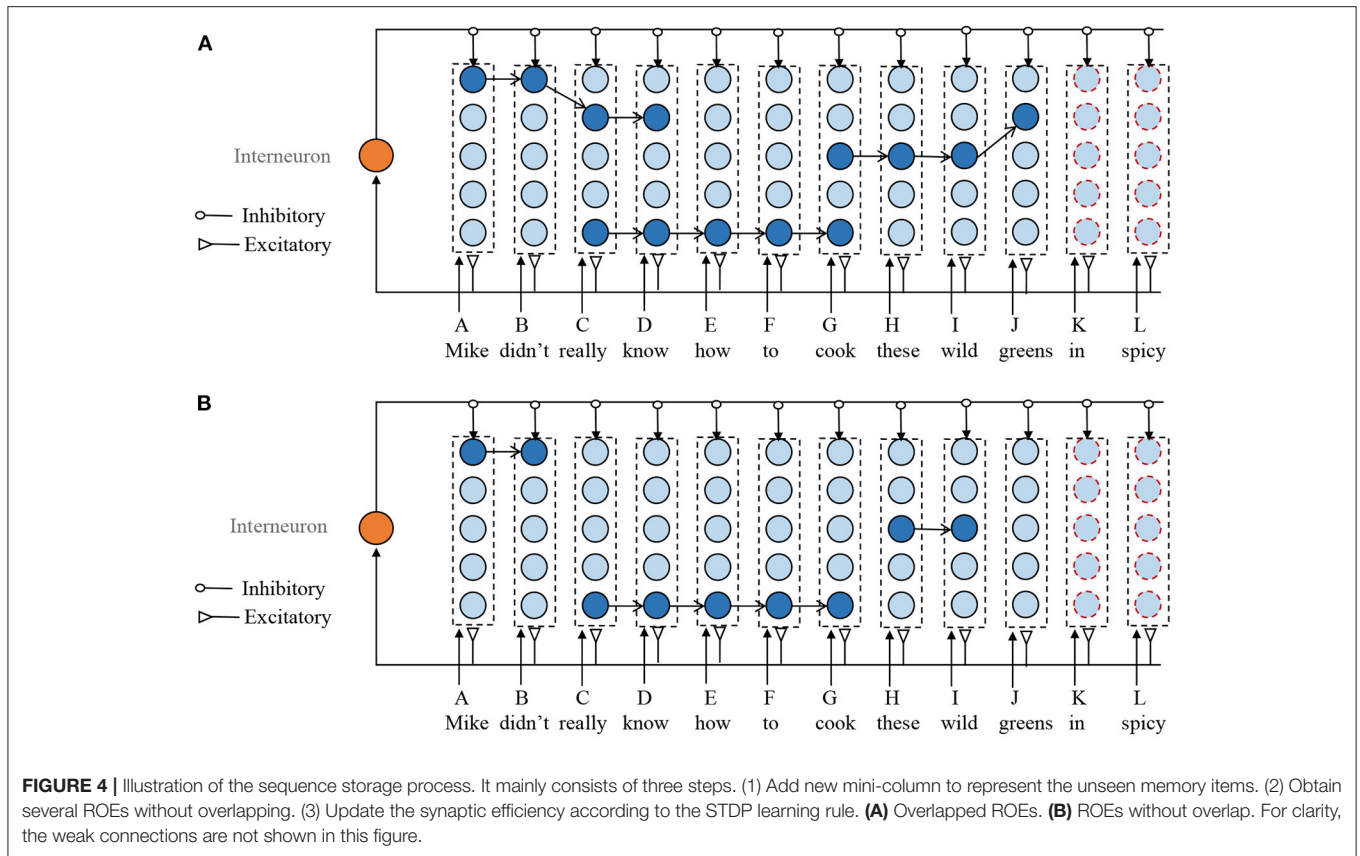 A
Interneuron
Inhibitory
Excitatory
A B C D E F G H I J K L
Mike didn't really know how to cook these wild greens in spicy
B
Interneuron
Inhibitory
Excitatory
A B C D E F G H I J K L
Mike didn't really know how to cook these wild greens in spicy
FIGURE 4 | Illustration of the sequence storage process. It mainly consists of three steps. (1) Add new mini-column to represent the unseen memory items. (2) Obtain
several ROEs without overlapping. (3) Update the synaptic efficiency according to the STDP learning rule. (A) Overlapped ROEs. (B) ROEs without overlap. For clarity,
the weak connections are not shown in this figure.